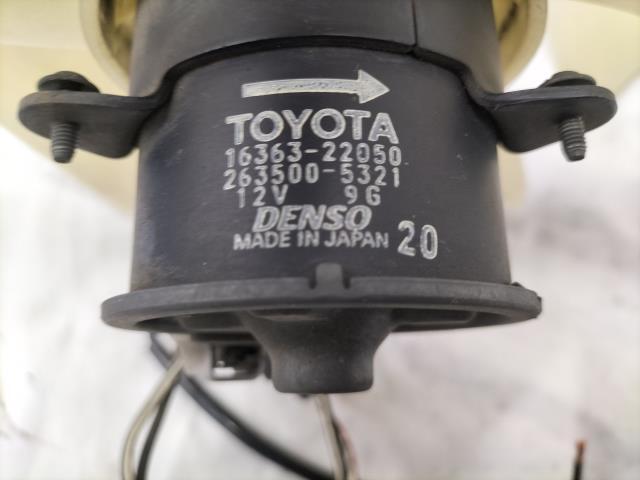 TOYOTA
16363-22050
263500-5321
12V 9G
DENSO
MADE IN JAPAN 20